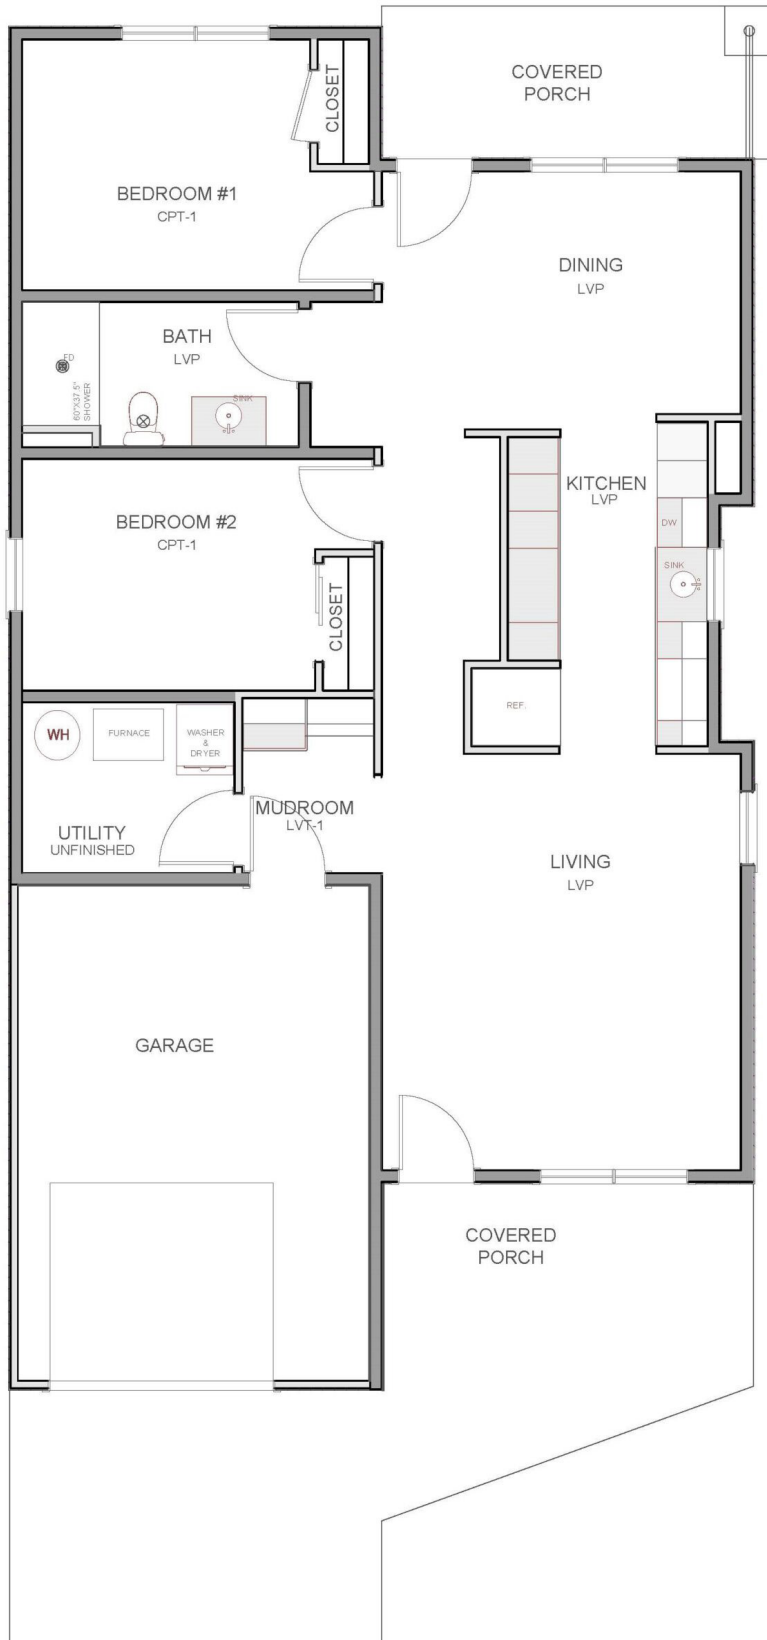 COVERED
PORCH
CLOSET
BEDROOM #1
CPT-1
DINING
LVP
BATH
LVP
FD
60"X37.5"
SHOWER
SINK
KITCHEN
LVP
BEDROOM #2
CPT-1
DW
SINK
CLOSET
REF.
WH
FURNACE
WASHER
&
DRYER
MUDROOM
LVT-1
UTILITY
UNFINISHED
LIVING
LVP
GARAGE
COVERED
PORCH